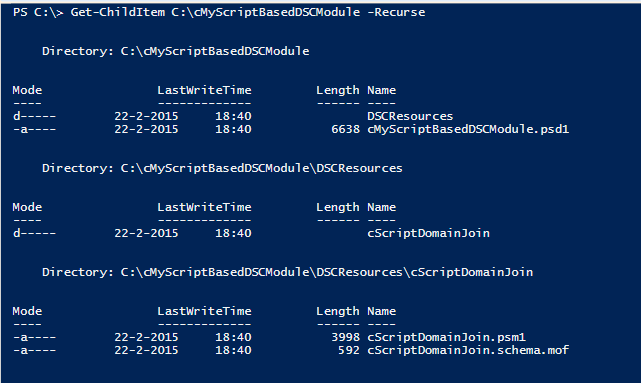 PS C:\> Get-ChildItem C:\cMyScriptBasedDSCModule -Recurse
Directory: C:\cMyScriptBasedDSCModule
Mode LastWriteTime Length Name
---- ------------- ------ ----
d----- 22-2-2015 18:40 DSCResources
-a---- 22-2-2015 18:40 6638 cMyScriptBasedDSCModule.psd1
Directory: C:\cMyScriptBasedDSCModule\DSCResources
Mode LastWriteTime Length Name
---- ------------- ------ ----
d----- 22-2-2015 18:40 cScriptDomainJoin
Directory: C:\cMyScriptBasedDSCModule\DSCResources\cScriptDomainJoin
Mode LastWriteTime Length Name
---- ------------- ------ ----
-a---- 22-2-2015 18:40 3998 cScriptDomainJoin.psm1
-a---- 22-2-2015 18:40 592 cScriptDomainJoin.schema.mof